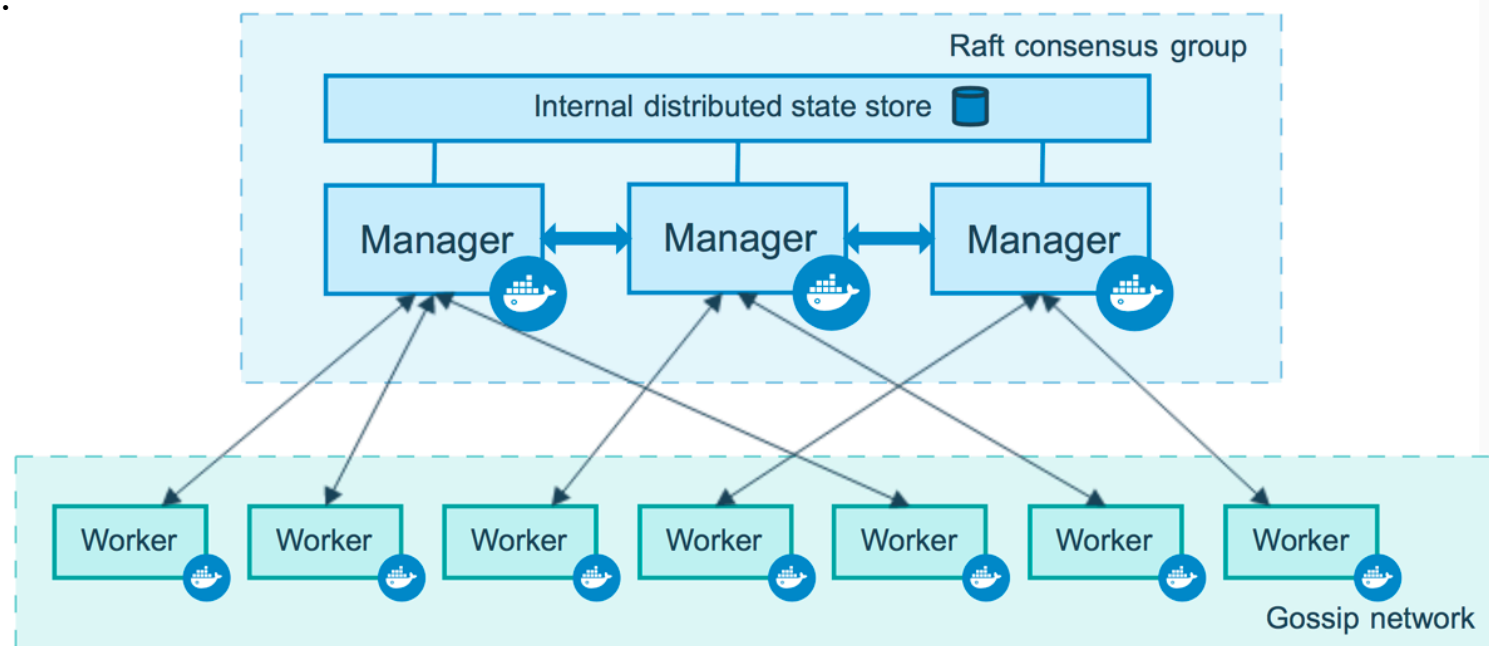 Raft consensus group
Internal distributed state store
Manager
Manager
Manager
Worker
Worker
Worker
Worker
Worker
Worker
Worker
Gossip network